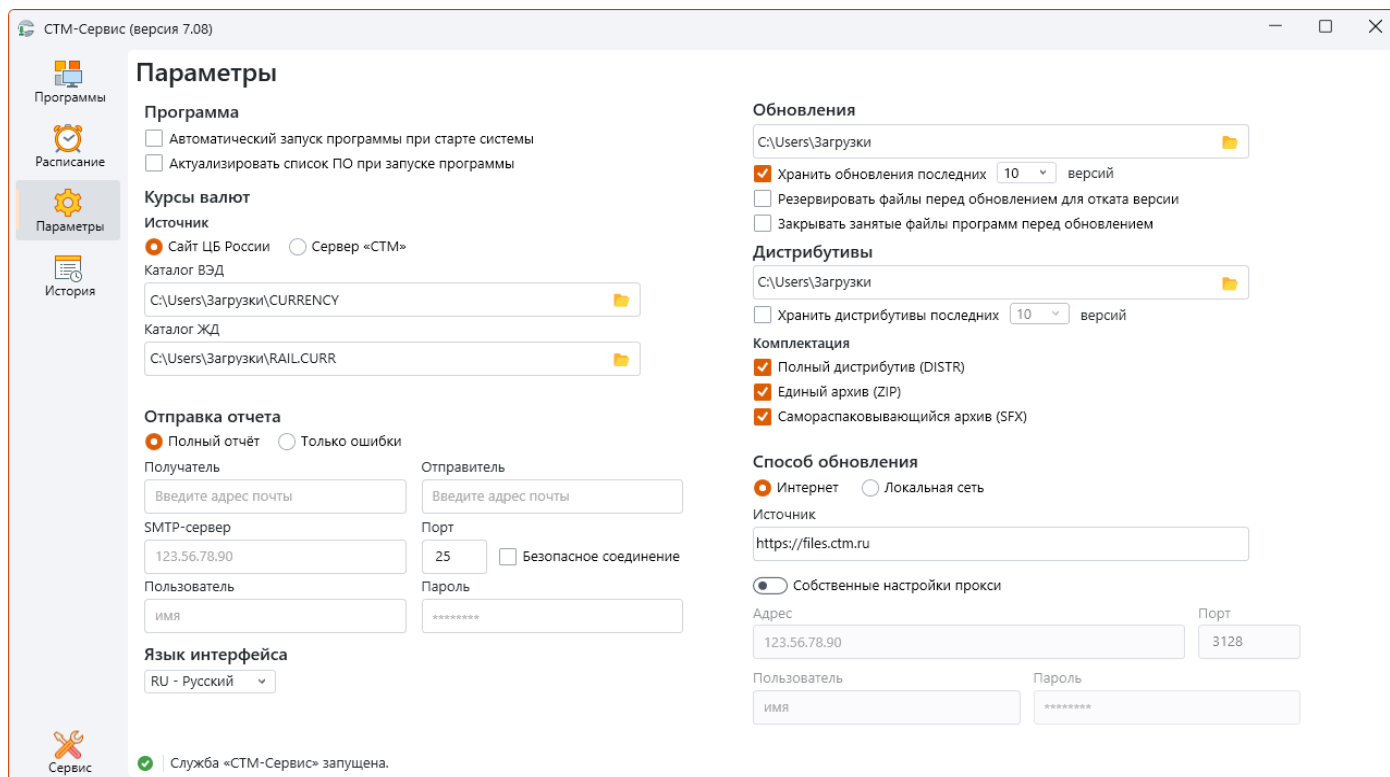 СТМ-Сервис (версия 7.08)
Программы
Расписание
Параметры
История
Сервис
Параметры
Программа
Автоматический запуск программы при старте системы
Актуализировать список ПО при запуске программы
Курсы валют
Источник
Сайт ЦБ России Сервер «СТМ»
Каталог ВЭД
C:\Users\Загрузки\CURRENCY
Каталог ЖД
C:\Users\Загрузки\RAIL.CURR
Отправка отчета
Полный отчёт Только ошибки
Получатель Отправитель
Введите адрес почты Введите адрес почты
SMTP-сервер Порт
123.56.78.90 25 Безопасное соединение
Пользователь Пароль
имя ********
Язык интерфейса
RU - Русский
Обновления
C:\Users\Загрузки
Хранить обновления последних 10 версий
Резервировать файлы перед обновлением для отката версии
Закрывать занятые файлы программ перед обновлением
Дистрибутивы
C:\Users\Загрузки
Хранить дистрибутивы последних 10 версий
Комплектация
Полный дистрибутив (DISTR)
Единый архив (ZIP)
Самораспаковывающийся архив (SFX)
Способ обновления
Интернет Локальная сеть
Источник
https://files.ctm.ru
Собственные настройки прокси
Адрес Порт
123.56.78.90 3128
Пользователь Пароль
имя ********
Служба «СТМ-Сервис» запущена.